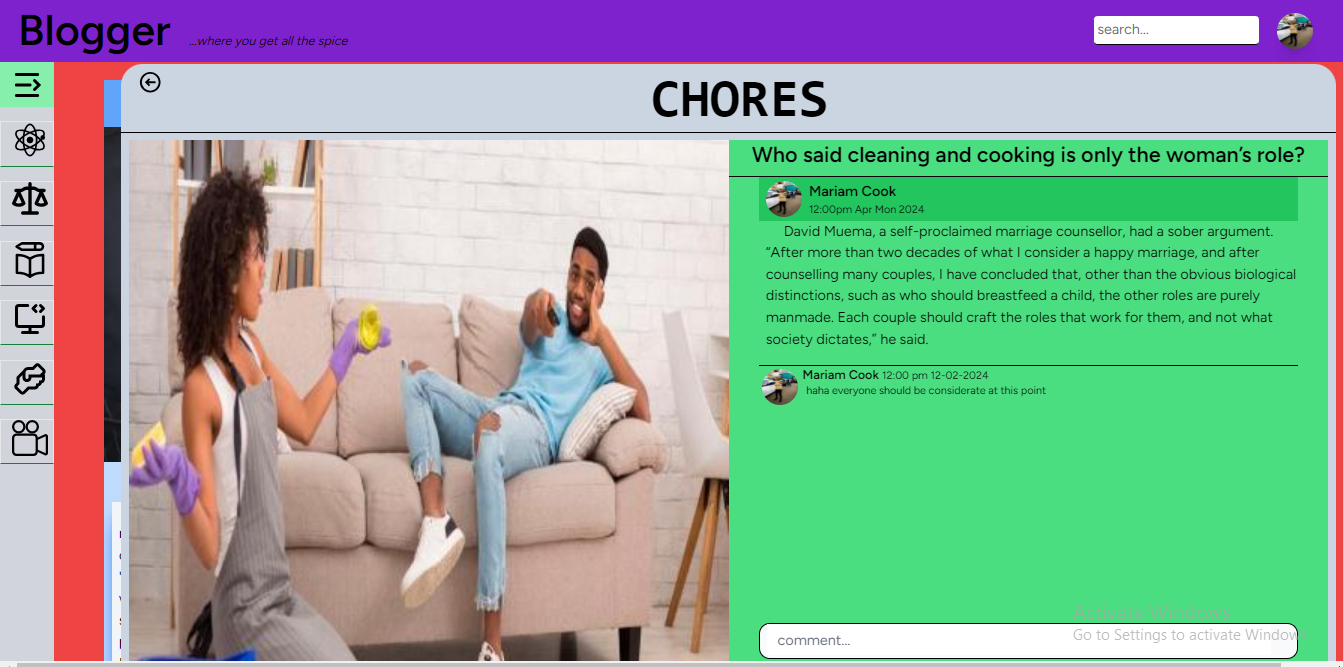 Blogger
...where you get all the spice
search...
CHORES
Who said cleaning and cooking is only the woman’s role?
Mariam Cook
12:00pm Apr Mon 2024
David Muema, a self-proclaimed marriage counsellor, had a sober argument.
“After more than two decades of what I consider a happy marriage, and after
counselling many couples, I have concluded that, other than the obvious biological
distinctions, such as who should breastfeed a child, the other roles are purely
manmade. Each couple should craft the roles that work for them, and not what
society dictates,” he said.
Mariam Cook 12:00 pm 12-02-2024
haha everyone should be considerate at this point
Activate Windows
Go to Settings to activate Windows
comment...